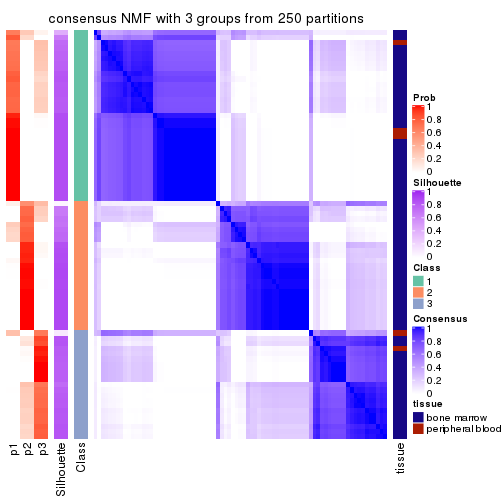 consensus NMF with 3 groups from 250 partitions
Prob
1
0.8
0.6
0.4
0.2
0
Silhouette
1
0.8
0.6
0.4
0.2
0
Class
1
2
3
Consensus
1
0.8
0.6
0.4
0.2
0
tissue
bone marrow
peripheral blood
p1
p2
p3
Silhouette
Class
tissue